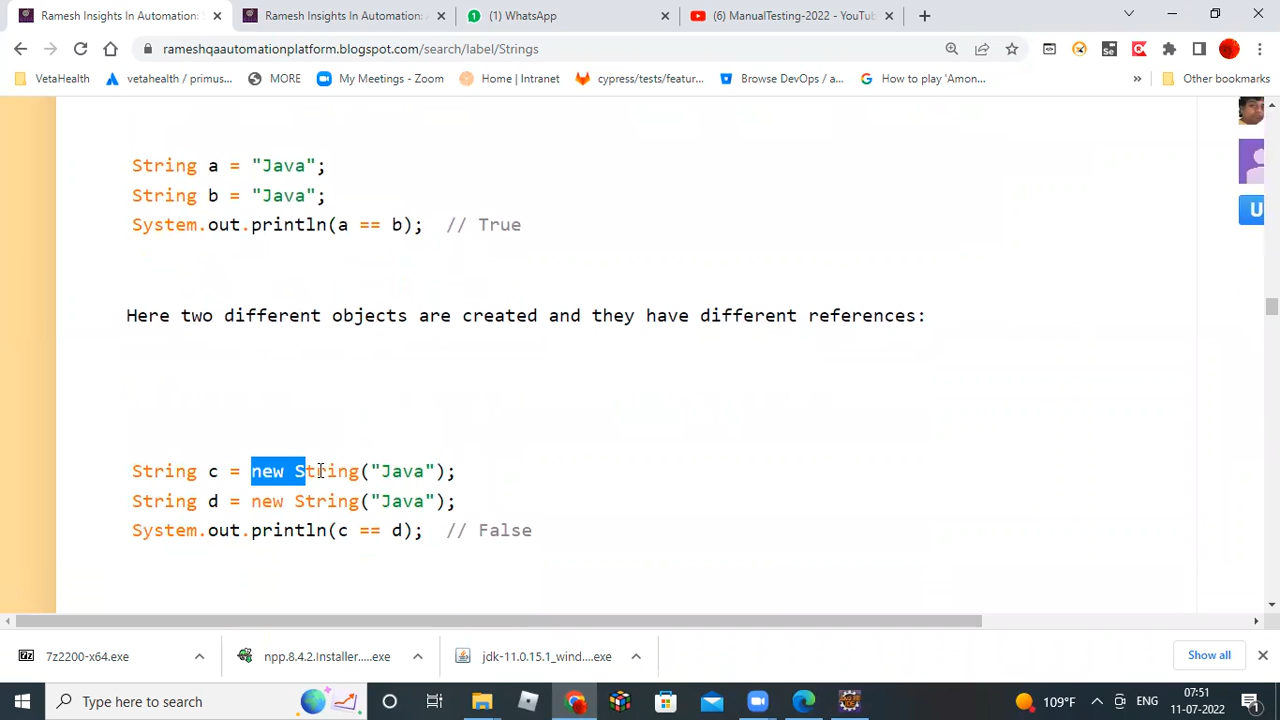 Ramesh Insights In Automation:
Ramesh Insights In Automation:
(1) WhatsApp
(6) ManualTesting-2022 - YouTub
rameshqaautomationplatform.blogspot.com/search/label/Strings
VetaHealth
vetahealth / primus...
MORE
My Meetings - Zoom
Home | Intranet
cypress/tests/featur...
Browse DevOps / a...
How to play 'Amon...
»
Other bookmarks
String a = "Java";
String b = "Java";
System.out.println(a == b);  // True
Here two different objects are created and they have different references:
String c = new String("Java");
String d = new String("Java");
System.out.println(c == d);  // False
U
7z2200-x64.exe
npp.8.4.2.Installer.....exe
jdk-11.0.15.1_wind....exe
Show all
Type here to search
109°F
ENG
07:51
11-07-2022